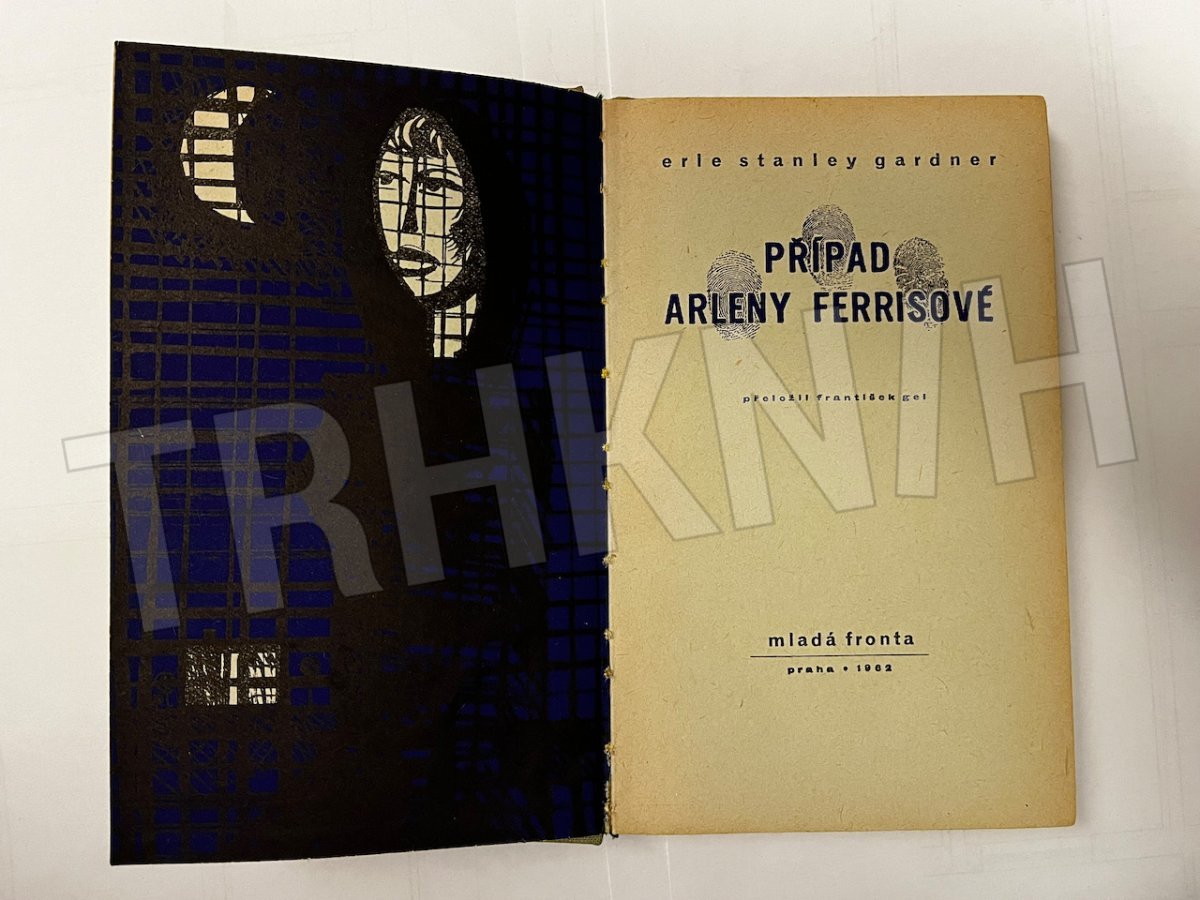 erle stanley gardner
PŘÍPAD
ARLENY FERRISOVÉ
přeložil františek gel
mladá fronta
praha • 1962
TRHKNIH